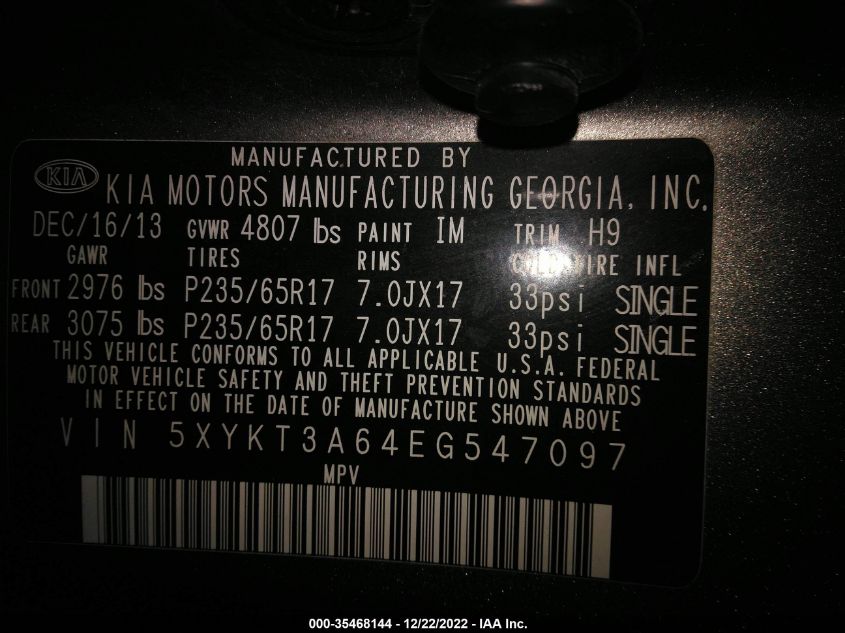 MANUFACTURED BY
KIA KIA MOTORS MANUFACTURING GEORGIA, INC.
DEC/16/13 GVWR 4807 lbs PAINT IM TRIM H9
GAWR TIRES RIMS COLD TIRE INFL
FRONT 2976 lbs P235/65R17 7.0JX17 33psi SINGLE
REAR 3075 lbs P235/65R17 7.0JX17 33psi SINGLE
THIS VEHICLE CONFORMS TO ALL APPLICABLE U.S.A. FEDERAL
MOTOR VEHICLE SAFETY AND THEFT PREVENTION STANDARDS
IN EFFECT ON THE DATE OF MANUFACTURE SHOWN ABOVE
VIN 5XYKT3A64EG547097
MPV
000-35468144 - 12/22/2022 - IAA Inc.